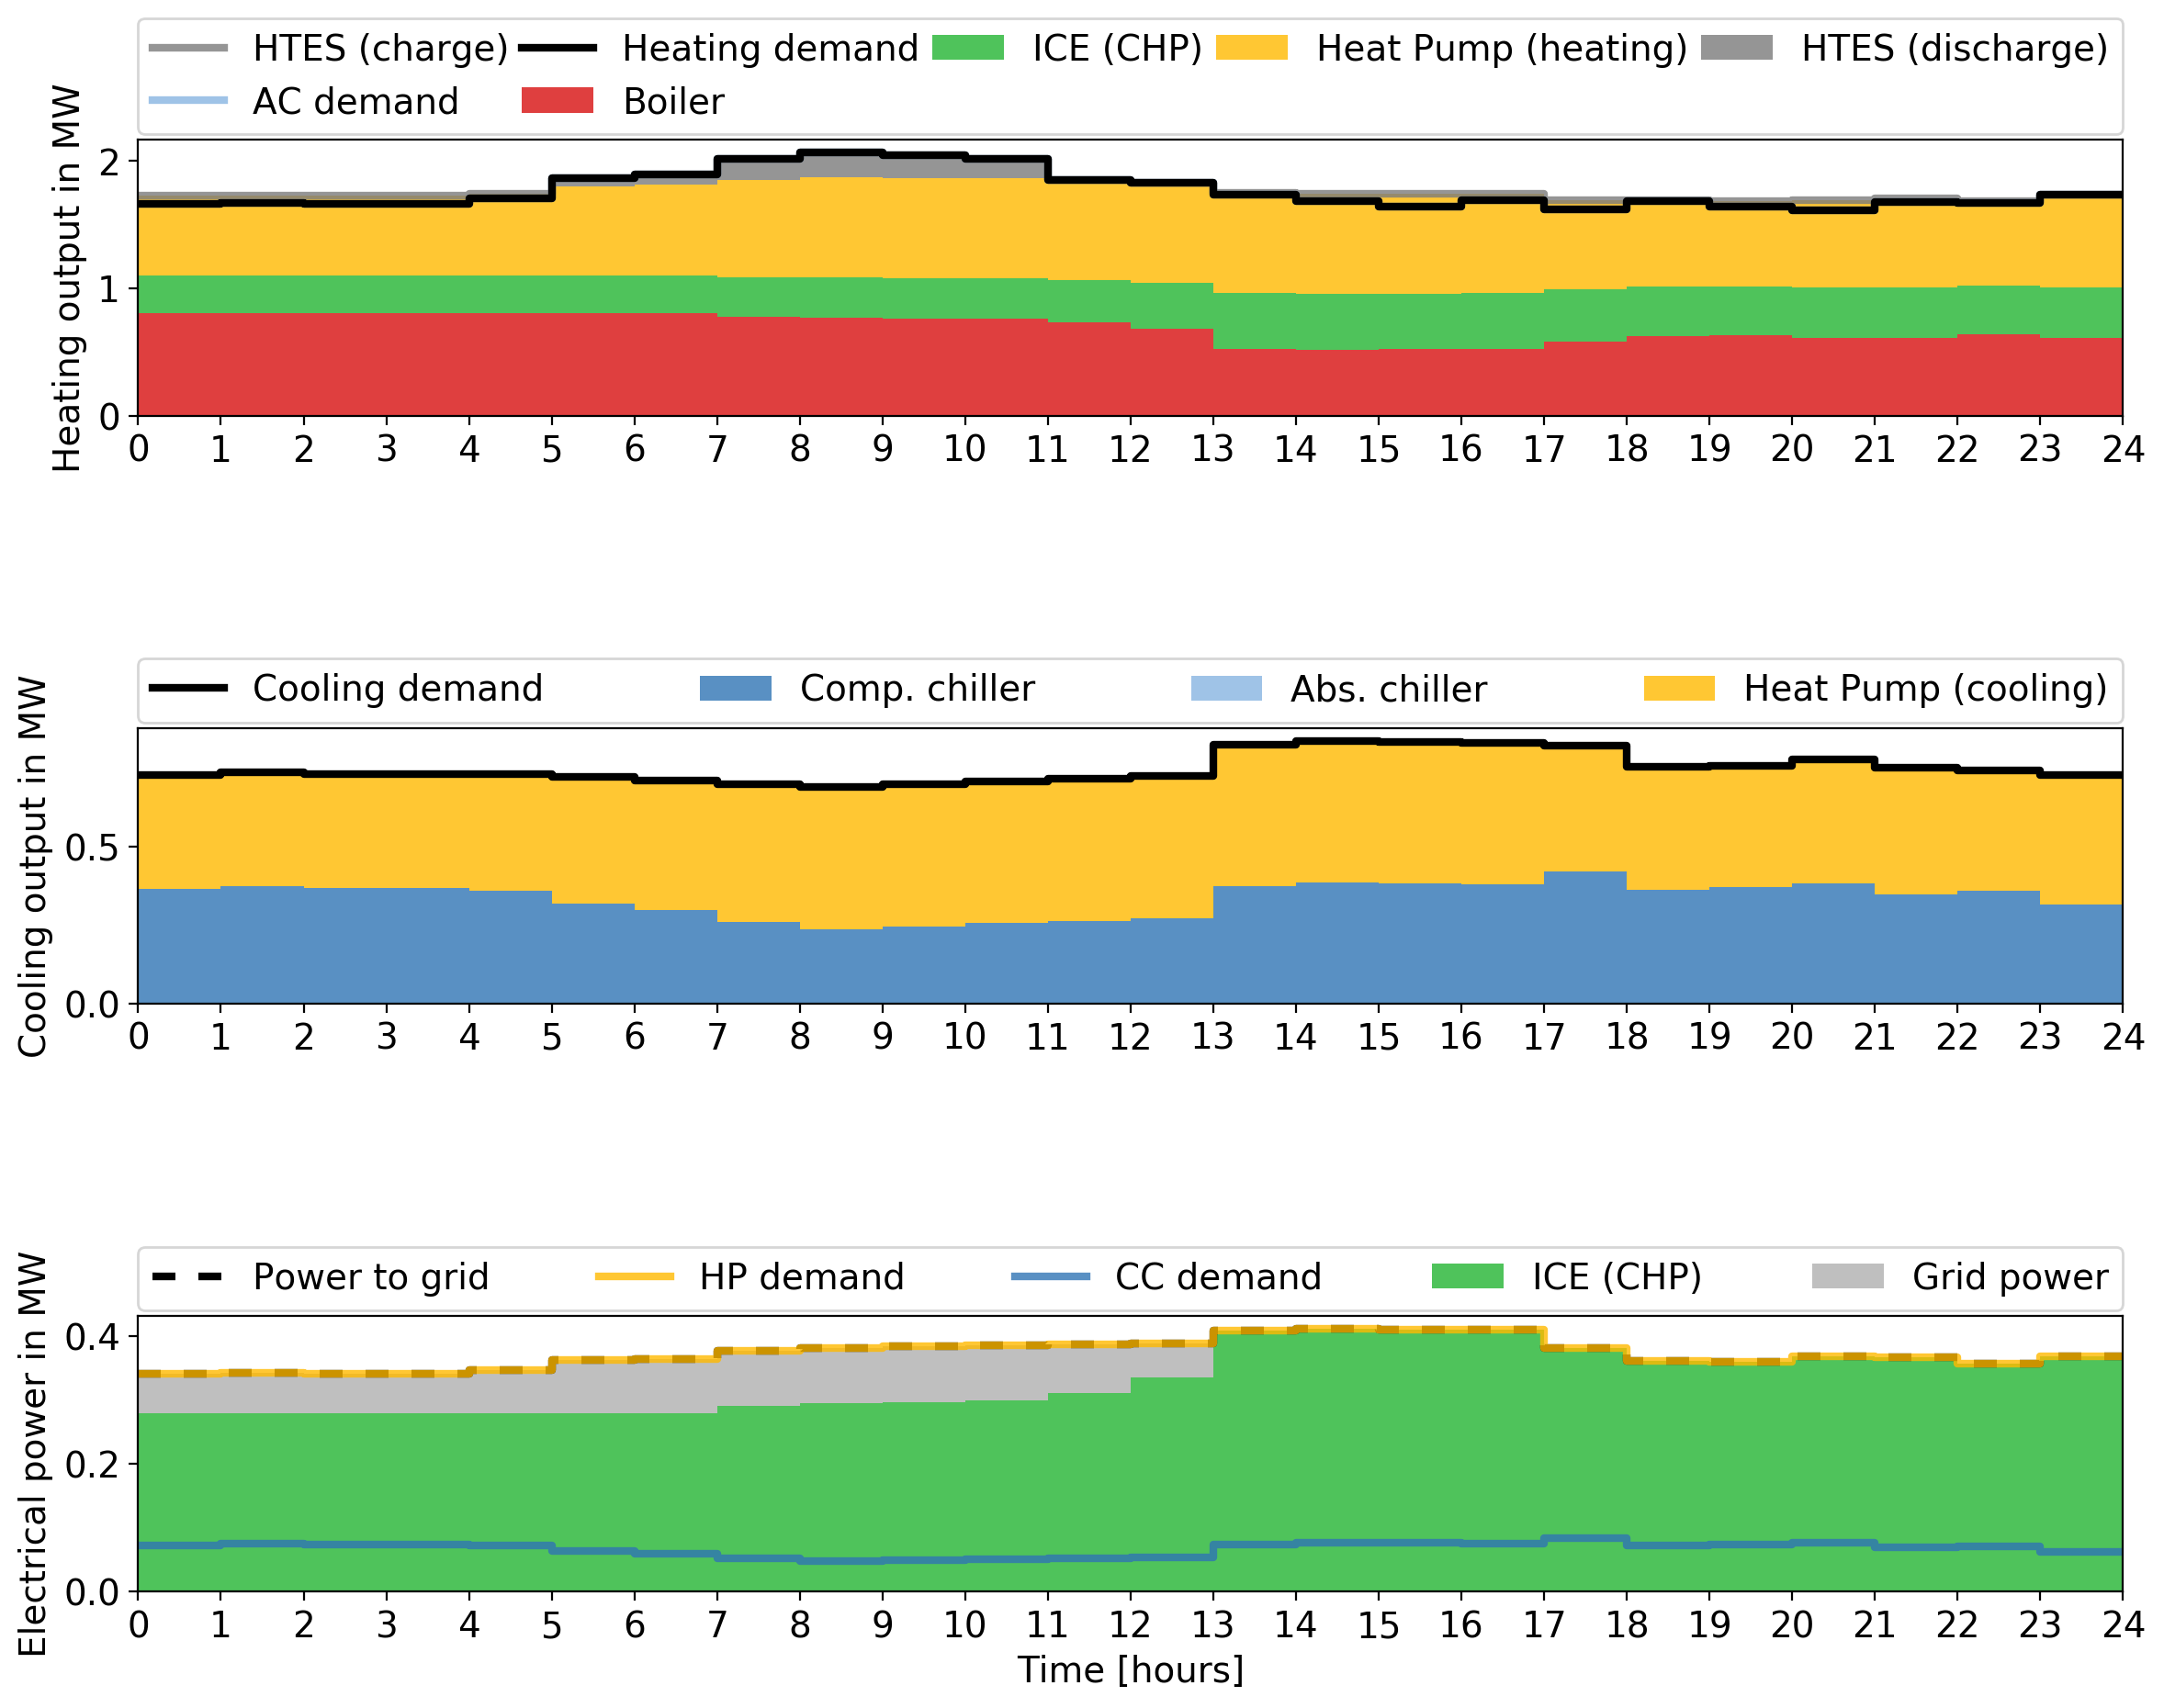 HTES (charge) Heating demand ICE (CHP) Heat Pump (heating) HTES (discharge)
AC demand Boiler
Heating output in MW
2
1
0
0 1 2 3 4 5 6 7 8 9 10 11 12 13 14 15 16 17 18 19 20 21 22 23 24
Cooling demand Comp. chiller Abs. chiller Heat Pump (cooling)
Cooling output in MW
0.5
0.0
0 1 2 3 4 5 6 7 8 9 10 11 12 13 14 15 16 17 18 19 20 21 22 23 24
Power to grid HP demand CC demand ICE (CHP) Grid power
Electrical power in MW
0.4
0.2
0.0
0 1 2 3 4 5 6 7 8 9 10 11 12 13 14 15 16 17 18 19 20 21 22 23 24
Time [hours]